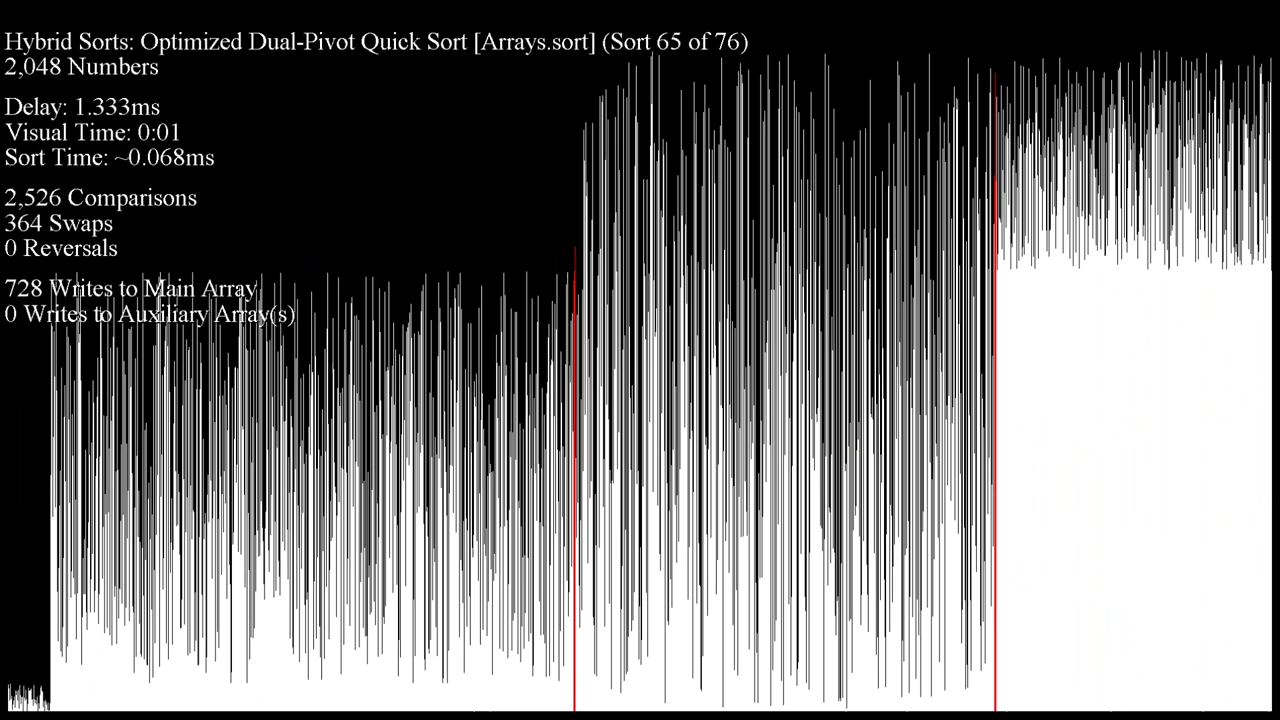 Hybrid Sorts: Optimized Dual-Pivot Quick Sort [Arrays.sort] (Sort 65 of 76)
2,048 Numbers
Delay: 1.333ms
Visual Time: 0:01
Sort Time: ~0.068ms
2,526 Comparisons
364 Swaps
0 Reversals
728 Writes to Main Array
0 Writes to Auxiliary Array(s)